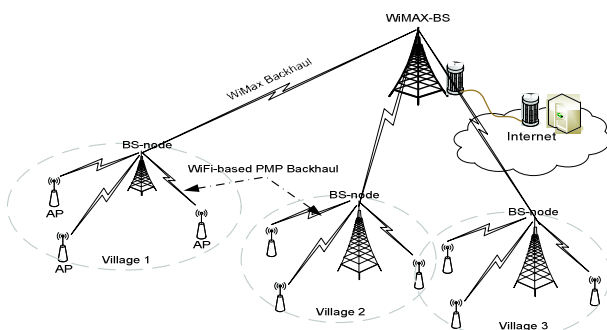 WiMAX-BS
WiMax Backhaul
Internet
BS-node
WiFi-based PMP Backhaul
AP
AP
AP
Village 1
BS-node
Village 2
BS-node
Village 3